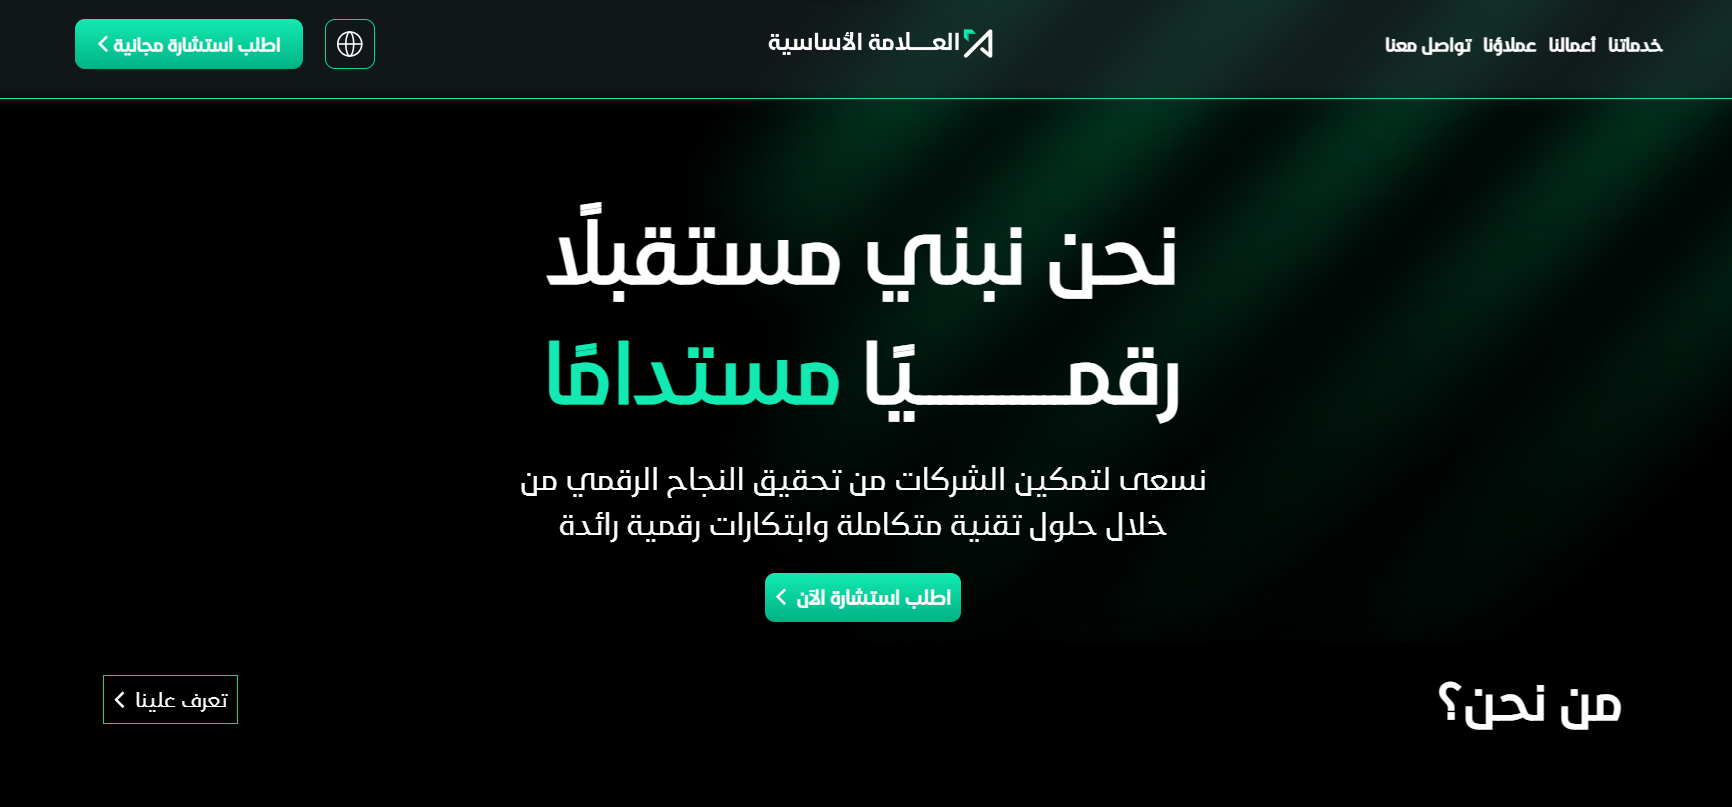 خدماتنا أعمالنا عملاؤنا تواصل معنا
العـــلامة الأساسية
اطلب استشارة مجانية
نحن نبني مستقبلًا
رقمـــــــيًا مستدامًا
نسعى لتمكين الشركات من تحقيق النجاح الرقمي من
خلال حلول تقنية متكاملة وابتكارات رقمية رائدة
اطلب استشارة الآن
من نحن؟
تعرف علينا